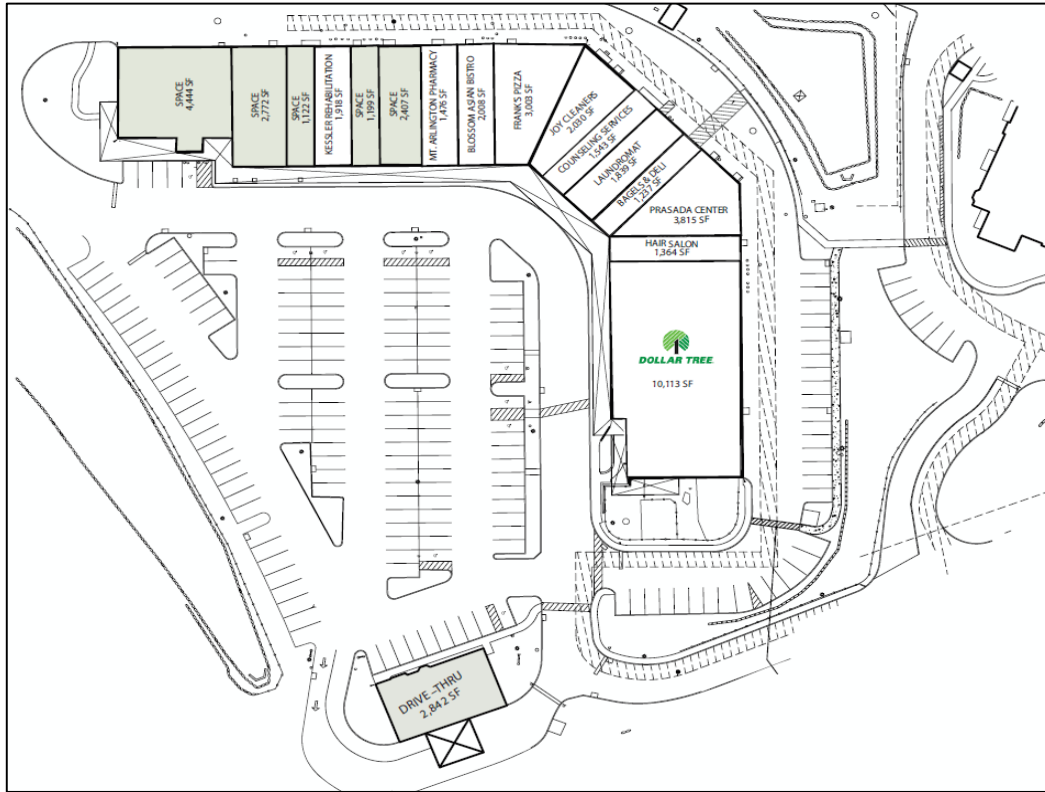 SPACE
4,444 SF
SPACE
2,772 SF
SPACE
1,122 SF
KESSLER REHABILITATION
1,918 SF
SPACE
1,199 SF
SPACE
2,407 SF
MT. ARLINGTON PHARMACY
1,476 SF
BLOSSOM ASIAN BISTRO
2,008 SF
FRANK'S PIZZA
3,003 SF
JOY CLEANERS
2,030 SF
COUNSELING SERVICES
1,543 SF
LAUNDROMAT
1,839 SF
BAGELS & DELI
1,237 SF
PRASADA CENTER
3,815 SF
HAIR SALON
1,364 SF
DOLLAR TREE
10,113 SF
DRIVE-THRU
2,842 SF